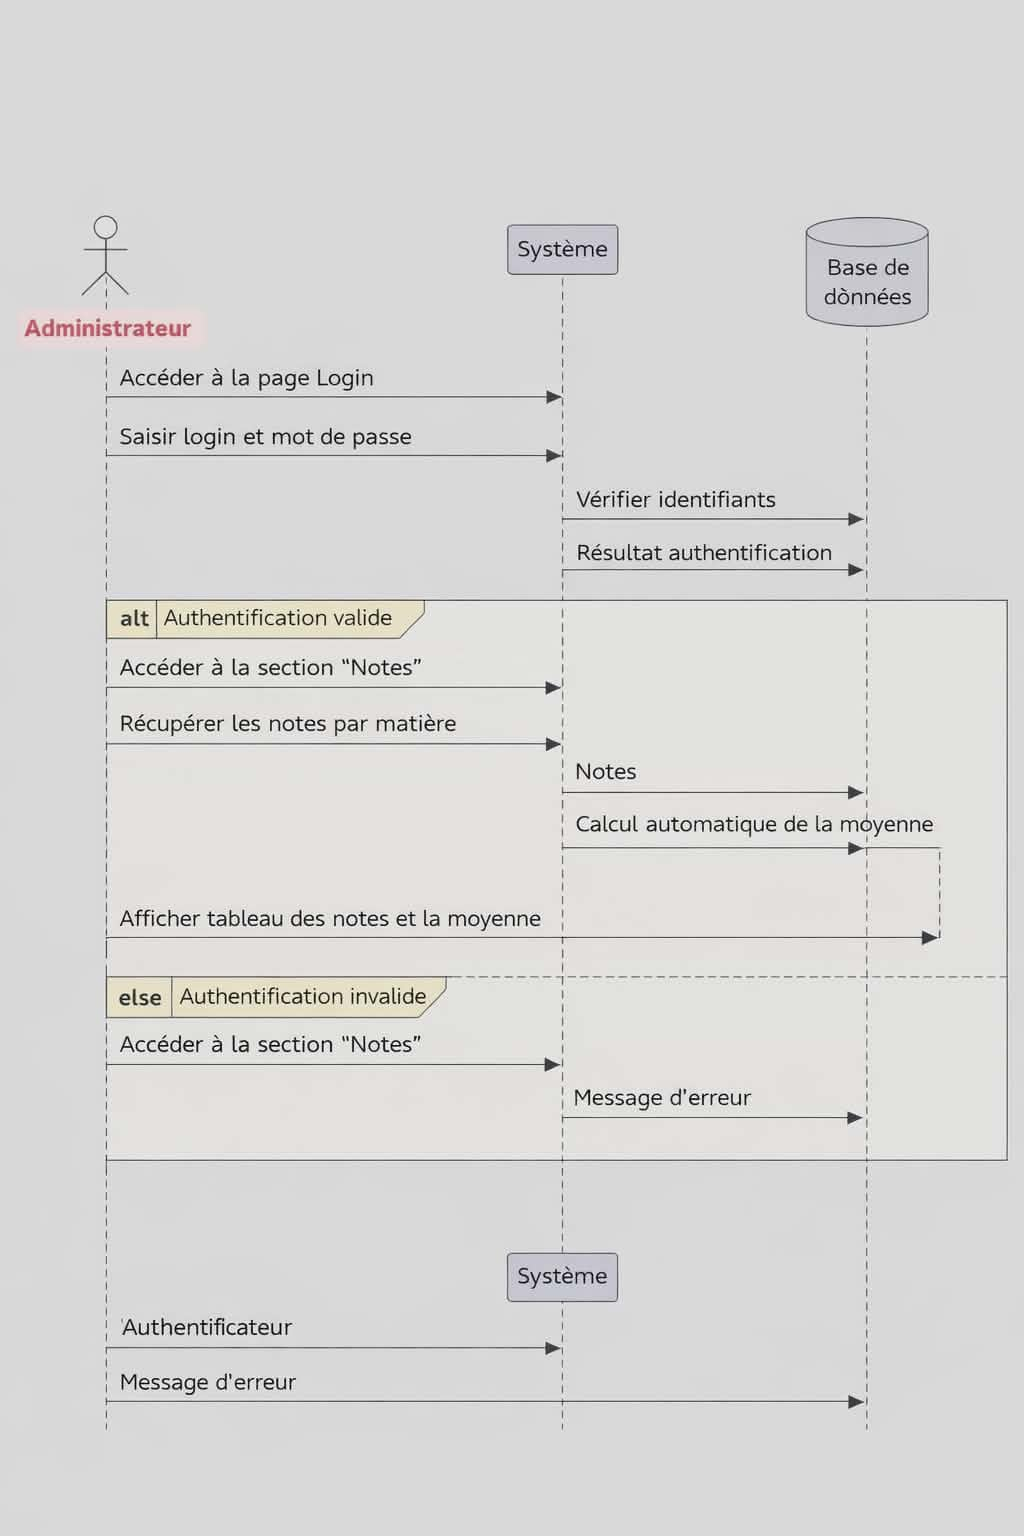 Système
Base de
dònnées
Administrateur
Accéder à la page Login
Saisir login et mot de passe
Vérifier identifiants
Résultat authentification
alt Authentification valide
Accéder à la section “Notes”
Récupérer les notes par matière
Notes
Calcul automatique de la moyenne
Afficher tableau des notes et la moyenne
else Authentification invalide
Accéder à la section “Notes”
Message d'erreur
Système
'Authentificateur
Message d'erreur